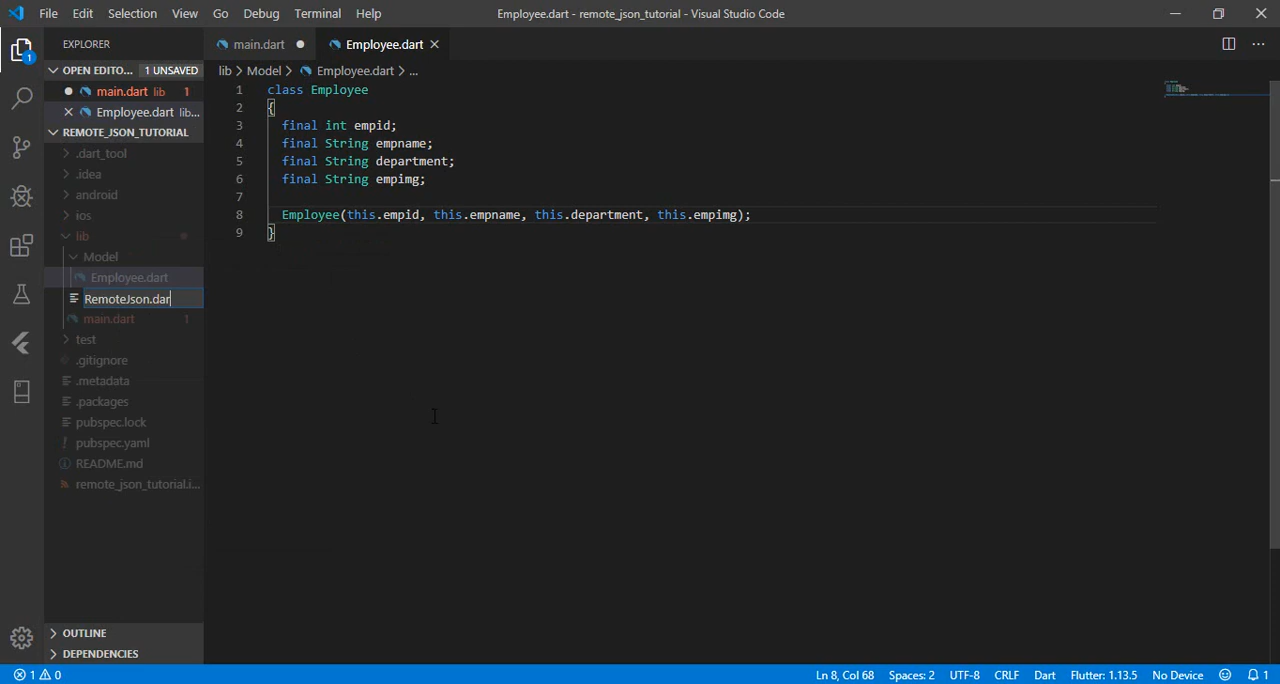 File Edit Selection View Go Debug Terminal Help Employee.dart - remote_json_tutorial - Visual Studio Code
EXPLORER
main.dart
Employee.dart
OPEN EDITO... 1 UNSAVED
lib > Model > Employee.dart > ...
main.dart lib 1
Employee.dart lib...
REMOTE_JSON_TUTORIAL
.dart_tool
.idea
android
ios
lib
Model
Employee.dart
RemoteJson.dar
main.dart 1
test
.gitignore
.metadata
.packages
pubspec.lock
pubspec.yaml
README.md
remote_json_tutorial.i...
OUTLINE
DEPENDENCIES
1 class Employee
2 {
3 final int empid;
4 final String empname;
5 final String department;
6 final String empimg;
7
8 Employee(this.empid, this.empname, this.department, this.empimg);
9 }
1
1 0 Ln 8, Col 68 Spaces: 2 UTF-8 CRLF Dart Flutter: 1.13.5 No Device 1